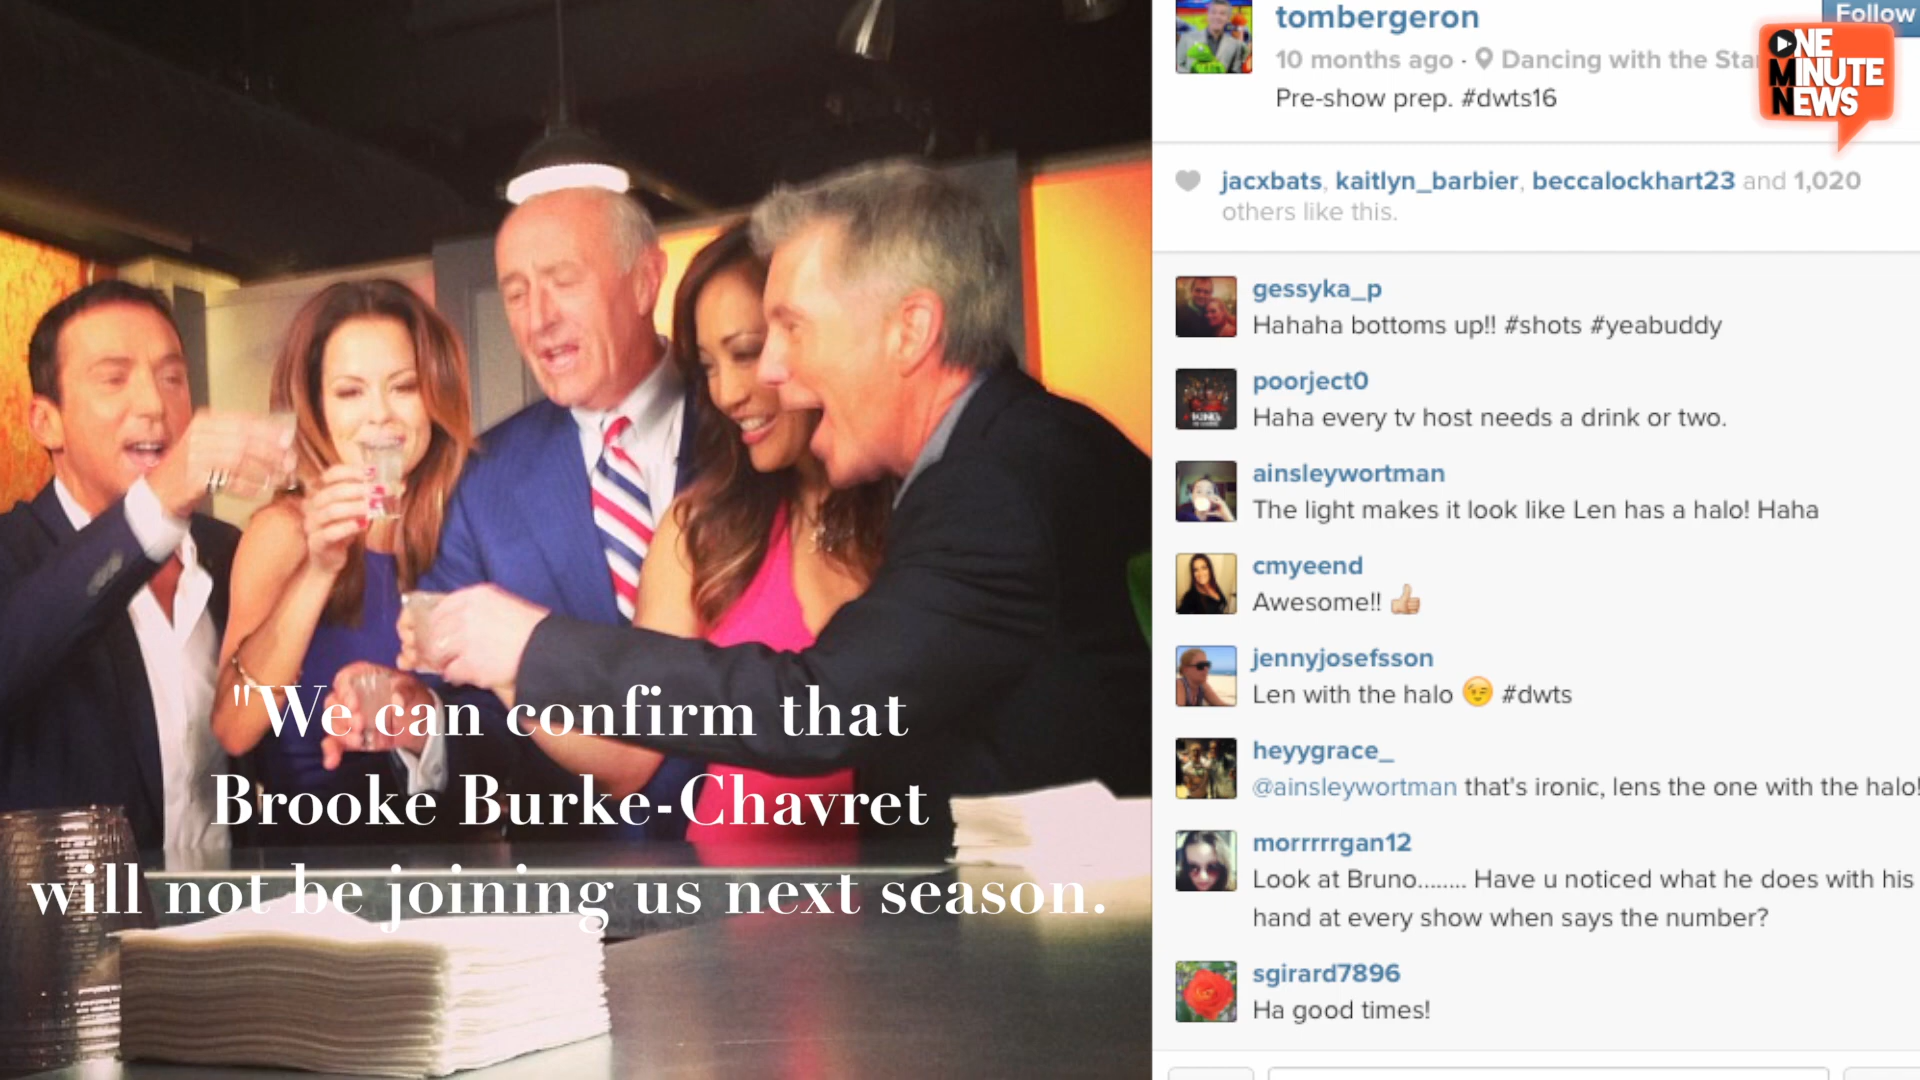 tombergeron
Follow
10 months ago · Dancing with the Sta
Pre-show prep. #dwts16
ONE
MINUTE
NEWS
jacxbats, kaitlyn_barbier, beccalockhart23 and 1,020
others like this.
gessyka_p
Hahaha bottoms up!! #shots #yeabuddy
poorject0
Haha every tv host needs a drink or two.
ainsleywortman
The light makes it look like Len has a halo! Haha
cmyeend
Awesome!! 👍
jennyjosefsson
Len with the halo 😉 #dwts
heyygrace_
@ainsleywortman that's ironic, lens the one with the halo!
morrrrrgan12
Look at Bruno........ Have u noticed what he does with his
hand at every show when says the number?
sgirard7896
Ha good times!
"We can confirm that
Brooke Burke-Chavret
will not be joining us next season.